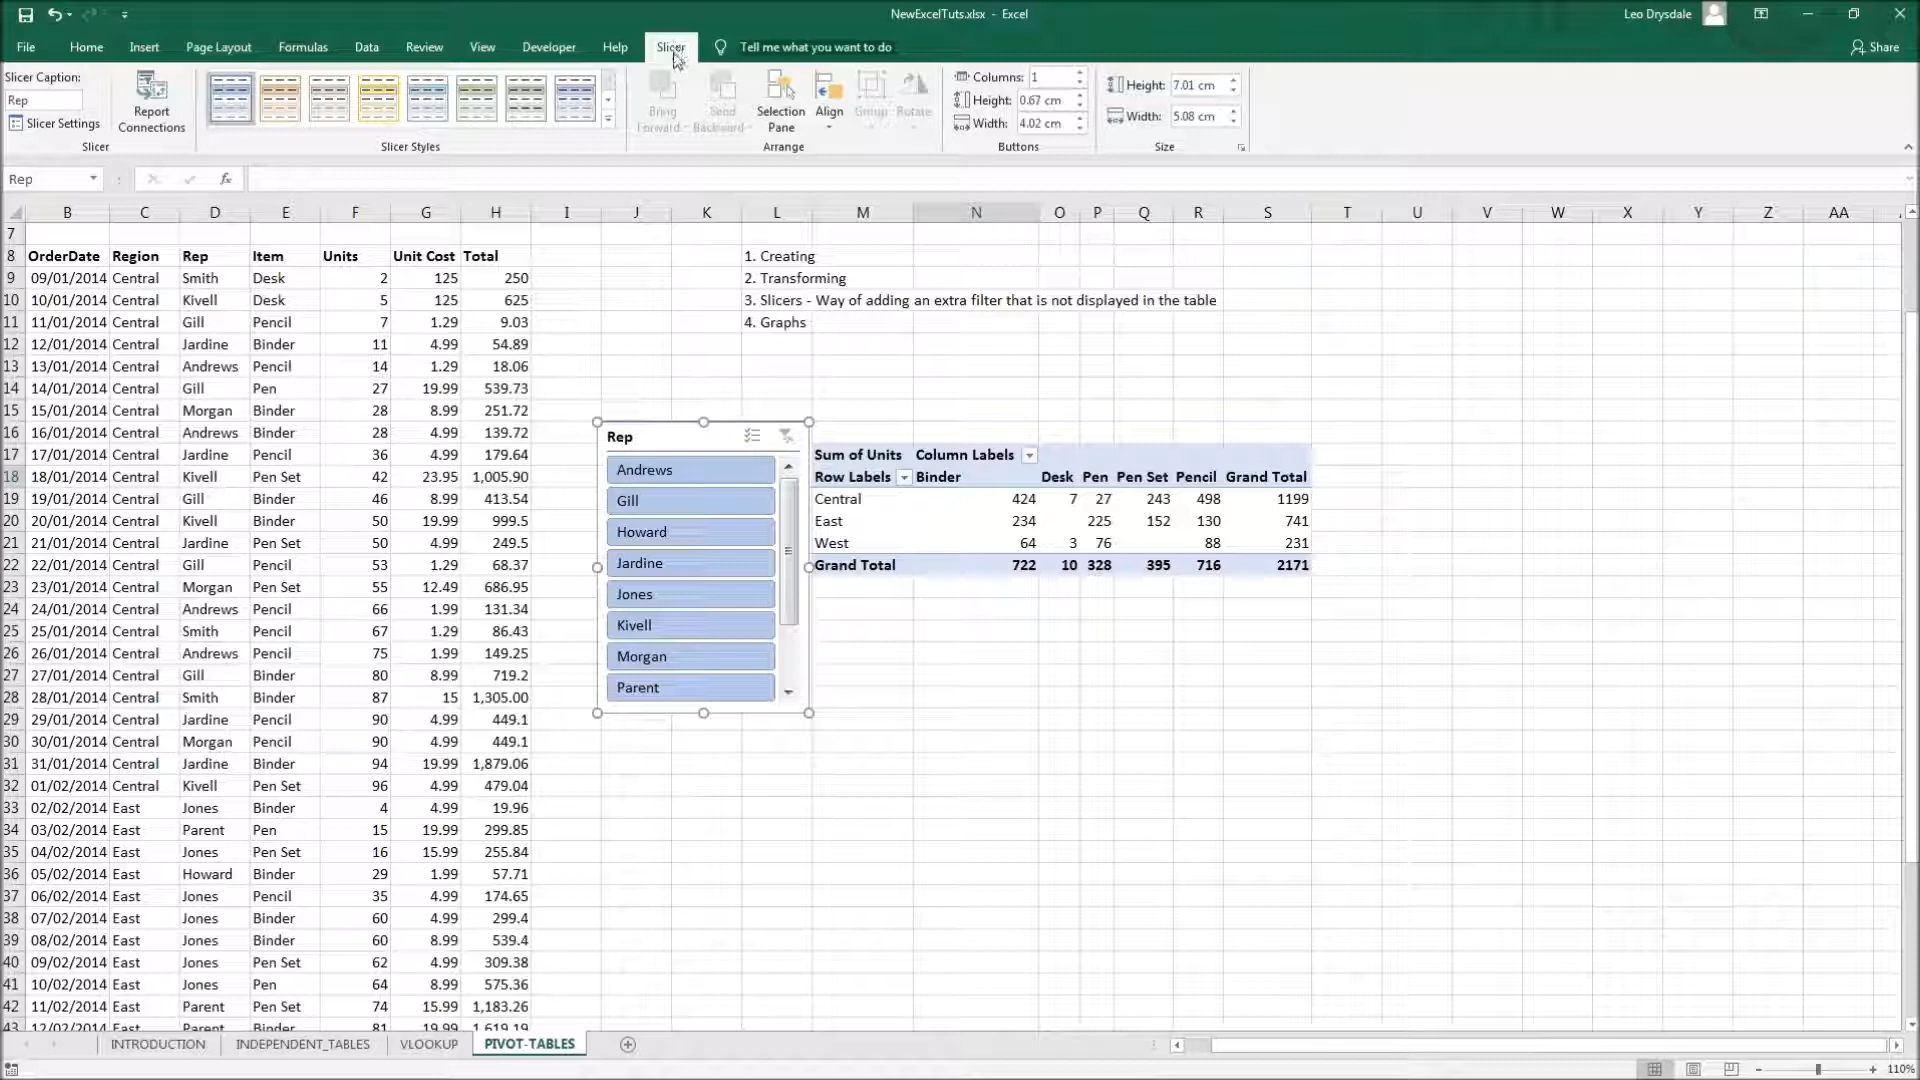 NewExcelTuts.xlsx - Excel
Leo Drysdale
File Home Insert Page Layout Formulas Data Review View Developer Help Slicer Tell me what you want to do Share
Slicer Caption:
Rep
Slicer Settings
Report Connections
Slicer
Slicer Styles
Bring Forward
Send Backward
Selection Pane
Align
Group
Rotate
Arrange
Columns: 1
Height: 0.67 cm
Width: 4.02 cm
Buttons
Height: 7.01 cm
Width: 5.08 cm
Size
Rep fx
B C D E F G H I J K L M N O P Q R S T U V W X Y Z AA
7
8 OrderDate Region Rep Item Units Unit Cost Total
9 09/01/2014 Central Smith Desk 2 125 250
10 10/01/2014 Central Kivell Desk 5 125 625
11 11/01/2014 Central Gill Pencil 7 1.29 9.03
12 12/01/2014 Central Jardine Binder 11 4.99 54.89
13 13/01/2014 Central Andrews Pencil 14 1.29 18.06
14 14/01/2014 Central Gill Pen 27 19.99 539.73
15 15/01/2014 Central Morgan Binder 28 8.99 251.72
16 16/01/2014 Central Andrews Binder 28 4.99 139.72
17 17/01/2014 Central Jardine Pencil 36 4.99 179.64
18 18/01/2014 Central Kivell Pen Set 42 23.95 1,005.90
19 19/01/2014 Central Gill Binder 46 8.99 413.54
20 20/01/2014 Central Kivell Binder 50 19.99 999.5
21 21/01/2014 Central Jardine Pen Set 50 4.99 249.5
22 22/01/2014 Central Gill Pencil 53 1.29 68.37
23 23/01/2014 Central Morgan Pen Set 55 12.49 686.95
24 24/01/2014 Central Andrews Pencil 66 1.99 131.34
25 25/01/2014 Central Smith Pencil 67 1.29 86.43
26 26/01/2014 Central Andrews Pencil 75 1.99 149.25
27 27/01/2014 Central Gill Binder 80 8.99 719.2
28 28/01/2014 Central Smith Binder 87 15 1,305.00
29 29/01/2014 Central Jardine Pencil 90 4.99 449.1
30 30/01/2014 Central Morgan Pencil 90 4.99 449.1
31 31/01/2014 Central Jardine Binder 94 19.99 1,879.06
32 01/02/2014 Central Kivell Pen Set 96 4.99 479.04
33 02/02/2014 East Jones Binder 4 4.99 19.96
34 03/02/2014 East Parent Pen 15 19.99 299.85
35 04/02/2014 East Jones Pen Set 16 15.99 255.84
36 05/02/2014 East Howard Binder 29 1.99 57.71
37 06/02/2014 East Jones Pencil 35 4.99 174.65
38 07/02/2014 East Jones Binder 60 4.99 299.4
39 08/02/2014 East Jones Binder 60 8.99 539.4
40 09/02/2014 East Jones Pen Set 62 4.99 309.38
41 10/02/2014 East Jones Pen 64 8.99 575.36
42 11/02/2014 East Parent Pen Set 74 15.99 1,183.26
43 12/02/2014 East Parent Binder 81 19.99 1,619.19
1. Creating
2. Transforming
3. Slicers - Way of adding an extra filter that is not displayed in the table
4. Graphs
Rep
Andrews
Gill
Howard
Jardine
Jones
Kivell
Morgan
Parent
Sum of Units Column Labels
Row Labels Binder Desk Pen Pen Set Pencil Grand Total
Central 424 7 27 243 498 1199
East 234 225 152 130 741
West 64 3 76 88 231
Grand Total 722 10 328 395 716 2171
INTRODUCTION INDEPENDENT_TABLES VLOOKUP PIVOT-TABLES
110%